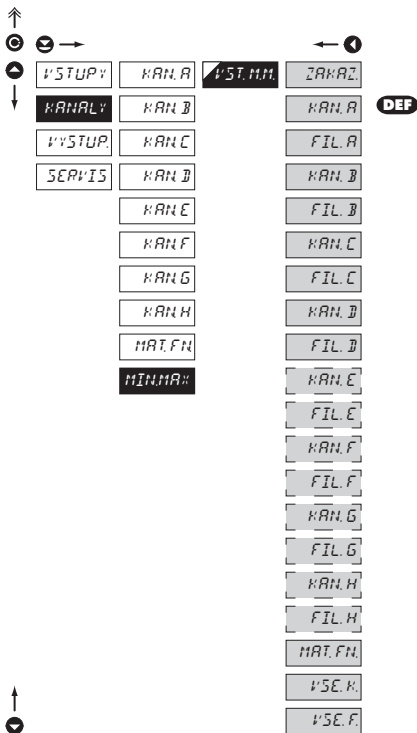 VSTUPY KAN. A VST. M.M. ZAKAZ.
KANALY KAN. B KAN. A DEF
VYSTUP. KAN. C FIL. A
SERVIS KAN. D KAN. B
KAN. E FIL. B
KAN. F KAN. C
KAN. G FIL. C
KAN. H KAN. D
MAT. FN. FIL. D
MIN.MAX KAN. E
FIL. E
KAN. F
FIL. F
KAN. G
FIL. G
KAN. H
FIL. H
MAT. FN.
VSE. K.
VSE. F.